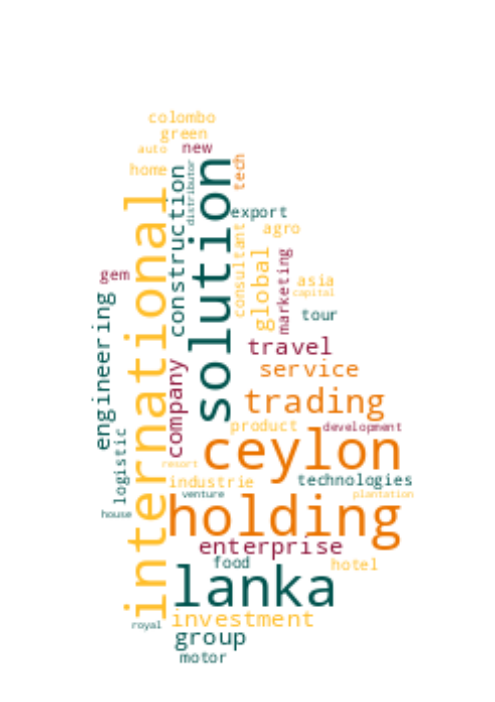 colombo
green
auto
new
home
tech
distributor
construction
solution
international
export
agro
consultant
global
marketing
gem
asia
capital
tour
engineering
travel
company
service
trading
product
development
ceylon
logistic
resort
industrie
technologies
venture
plantation
house
holding
enterprise
food
hotel
lanka
investment
royal
group
motor